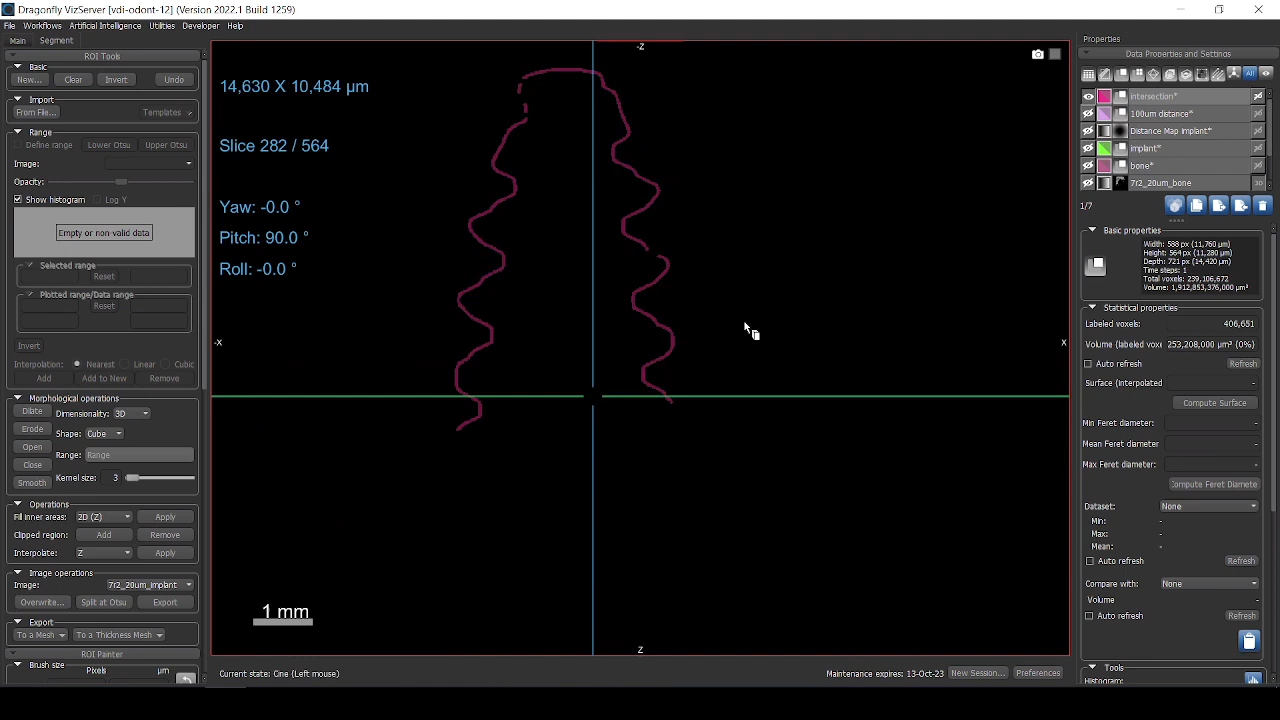 Dragonfly VizServer [vdi-odont-12] (Version 2022.1 Build 1259)
File Workflows Artificial Intelligence Utilities Developer Help
Main Segment
ROI Tools
Basic
New... Clear Invert Undo
Import
From File... Templates
Range
Define range Lower Otsu Upper Otsu
Image:
Opacity:
Show histogram Log Y
Empty or non-valid data
Selected range
Reset
Plotted range/Data range
Reset
Invert
Interpolation: Nearest Linear Cubic
Add Add to New Remove
Morphological operations
Dilate Dimensionality: 3D
Erode Shape: Cube
Open Range: Range
Close Kernel size: 3
Smooth
Operations
Fill inner areas: 2D (Z) Apply
Clipped region: Add Remove
Interpolate: Z Apply
Image operations
Image: 7r2_20um_implant
Overwrite... Split at Otsu Export
Export
To a Mesh To a Thickness Mesh
ROI Painter
Brush size Pixels µm
14,630 X 10,484 µm
Slice 282 / 564
Yaw: -0.0 °
Pitch: 90.0 °
Roll: -0.0 °
-Z
-X
X
Z
1 mm
Current state: Cine (Left mouse)
Maintenance expires: 13-Oct-23 New Session... Preferences
Properties
Data Properties and Settings
All
intersection*
100um distance*
Distance Map Implant*
implant*
bone*
7r2_20um_bone 3D
1/7
Basic properties
Width: 588 px (11,760 µm)
Height: 564 px (11,280 µm)
Depth: 721 px (14,420 µm)
Time steps: 1
Total voxels: 239,106,672
Volume: 1,912,853,376,000 µm³
Statistical properties
Labeled voxels: 406,651
Volume (labeled voxe 253,208,000 µm³ (0%)
Auto refresh Refresh
Surface (interpolated -
Compute Surface
Min Feret diameter: -
Mean Feret diameter -
Max Feret diameter: -
Compute Feret Diamete
Dataset: None
Min: -
Max: -
Mean: -
Auto refresh Refresh
Compare with: None
Volume -
Auto refresh Refresh
Tools
Histogram: